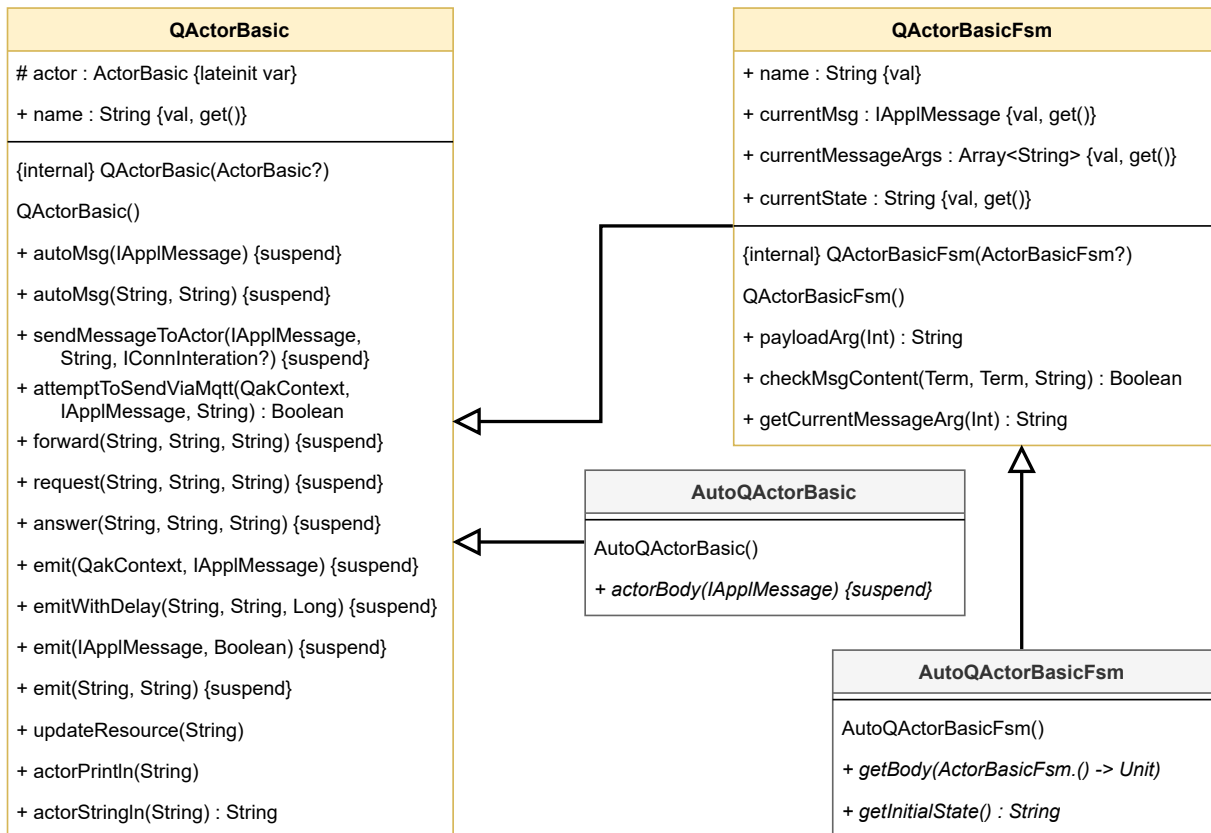 QActorBasic
# actor : ActorBasic {lateinit var}
+ name : String {val, get()}
{internal} QActorBasic(ActorBasic?)
QActorBasic()
+ autoMsg(IApplMessage) {suspend}
+ autoMsg(String, String) {suspend}
+ sendMessageToActor(IApplMessage,
String, IConnInteration?) {suspend}
+ attemptToSendViaMqtt(QakContext,
IApplMessage, String) : Boolean
+ forward(String, String, String) {suspend}
+ request(String, String, String) {suspend}
+ answer(String, String, String) {suspend}
+ emit(QakContext, IApplMessage) {suspend}
+ emitWithDelay(String, String, Long) {suspend}
+ emit(IApplMessage, Boolean) {suspend}
+ emit(String, String) {suspend}
+ updateResource(String)
+ actorPrintln(String)
+ actorStringln(String) : String
QActorBasicFsm
+ name : String {val}
+ currentMsg : IApplMessage {val, get()}
+ currentMessageArgs : Array<String> {val, get()}
+ currentState : String {val, get()}
{internal} QActorBasicFsm(ActorBasicFsm?)
QActorBasicFsm()
+ payloadArg(Int) : String
+ checkMsgContent(Term, Term, String) : Boolean
+ getCurrentMessageArg(Int) : String
AutoQActorBasic
AutoQActorBasic()
+ actorBody(IApplMessage) {suspend}
AutoQActorBasicFsm
AutoQActorBasicFsm()
+ getBody(ActorBasicFsm.() -> Unit)
+ getInitialState() : String